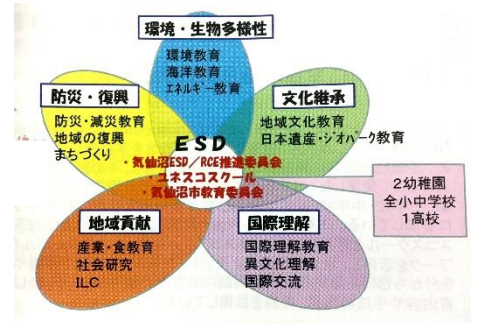 環境・生物多様性
環境教育
海洋教育
エネルギー教育
防災・復興
防災・減災教育
地域の復興
まちづくり
文化継承
地域文化教育
日本遺産・ジオパーク教育
ESD
・気仙沼ESD/RCE推進委員会
・ユネスコスクール
・気仙沼市教育委員会
2幼稚園
全小中学校
1高校
地域貢献
産業・食教育
社会研究
ILC
国際理解
国際理解教育
異文化理解
国際交流